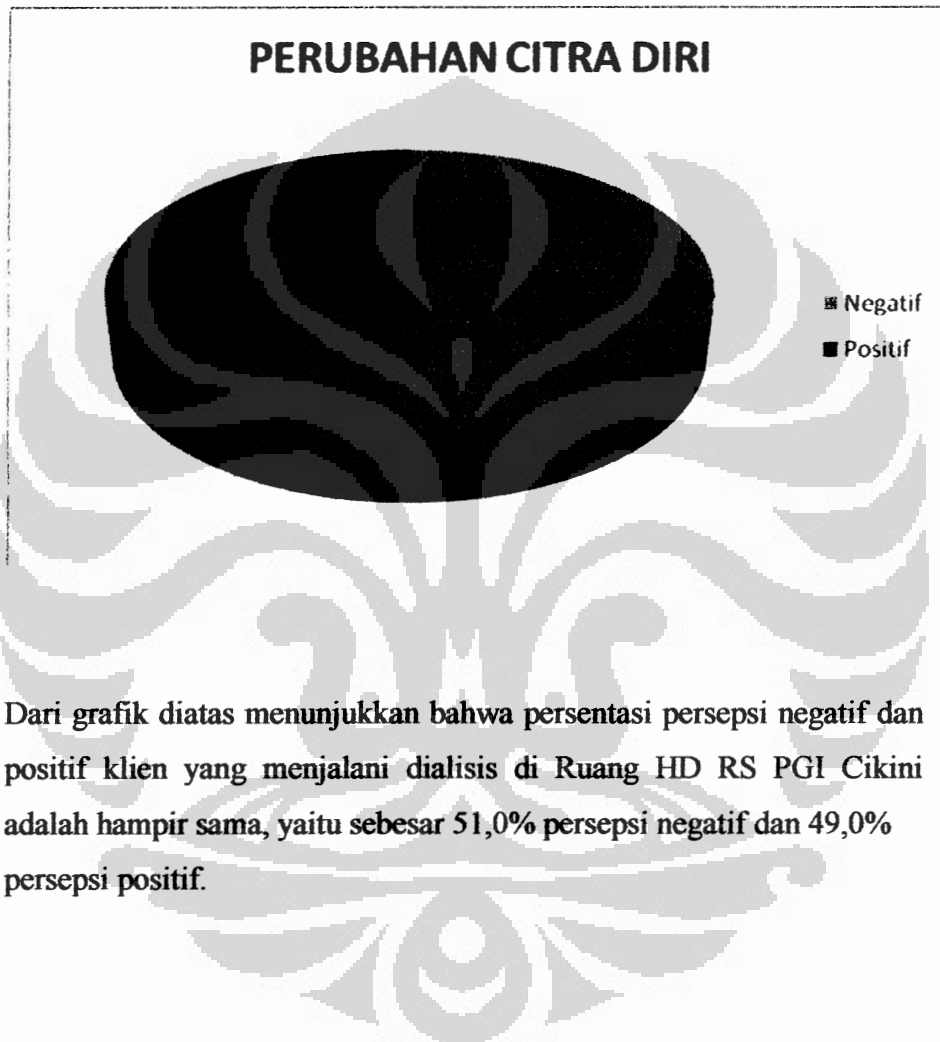 PERUBAHAN CITRA DIRI
Negatif
Positif
Dari grafik diatas menunjukkan bahwa persentasi persepsi negatif dan
positif klien yang menjalani dialisis di Ruang HD RS PGI Cikini
adalah hampir sama, yaitu sebesar 51,0% persepsi negatif dan 49,0%
persepsi positif.